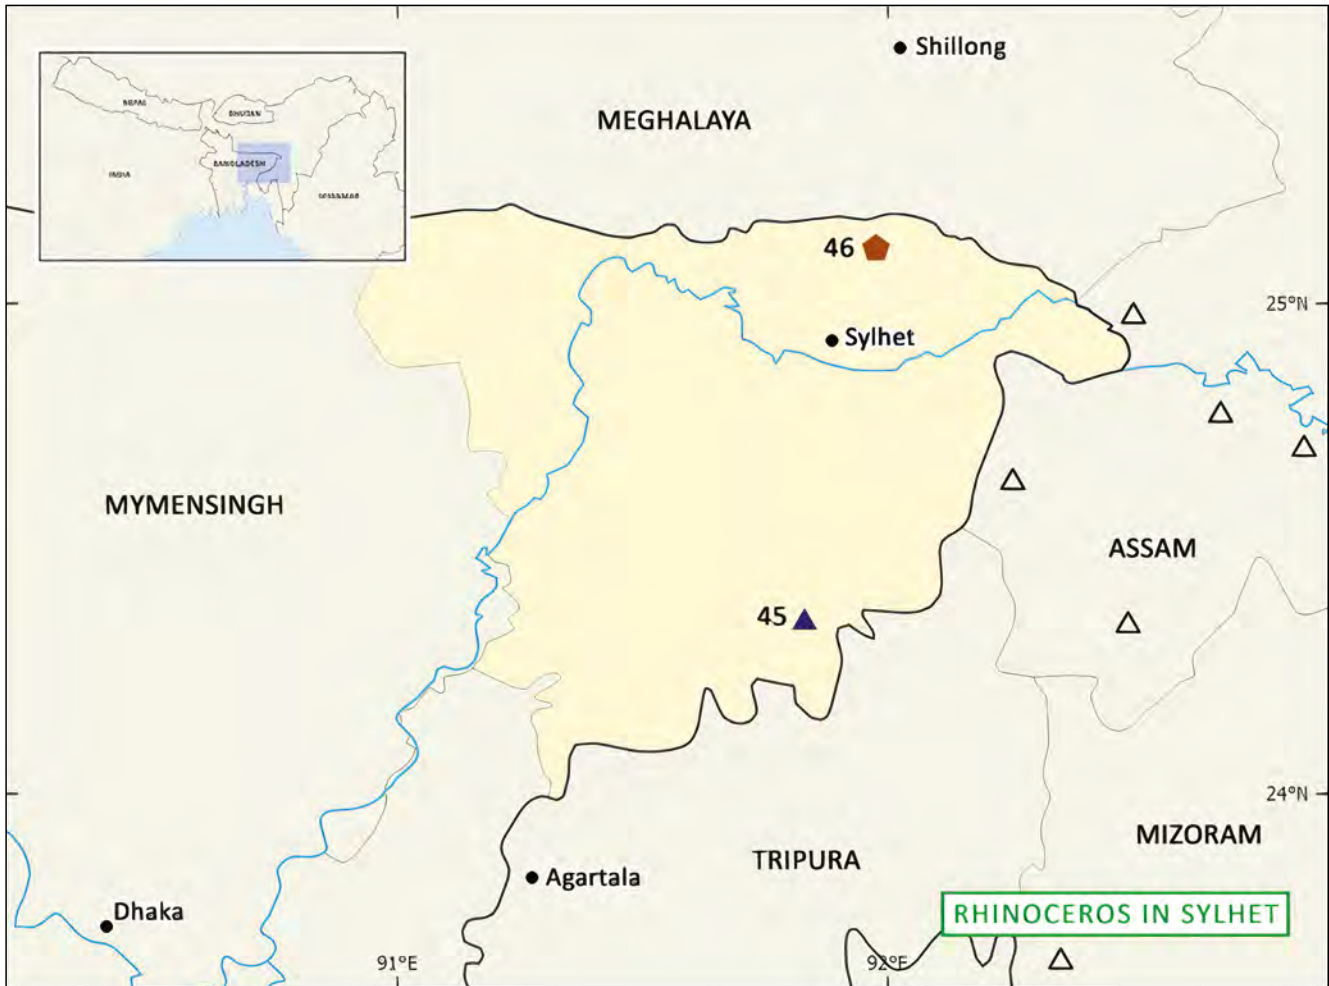 Shillong
MEGHALAYA
NEPAL
BHUTAN
BANGLADESH
INDIA
46
25°N
Sylhet
MYMENSINGH
ASSAM
45
24°N
MIZORAM
TRIPURA
Agartala
RHINOCEROS IN SYLHET
Dhaka
91°E
92°E